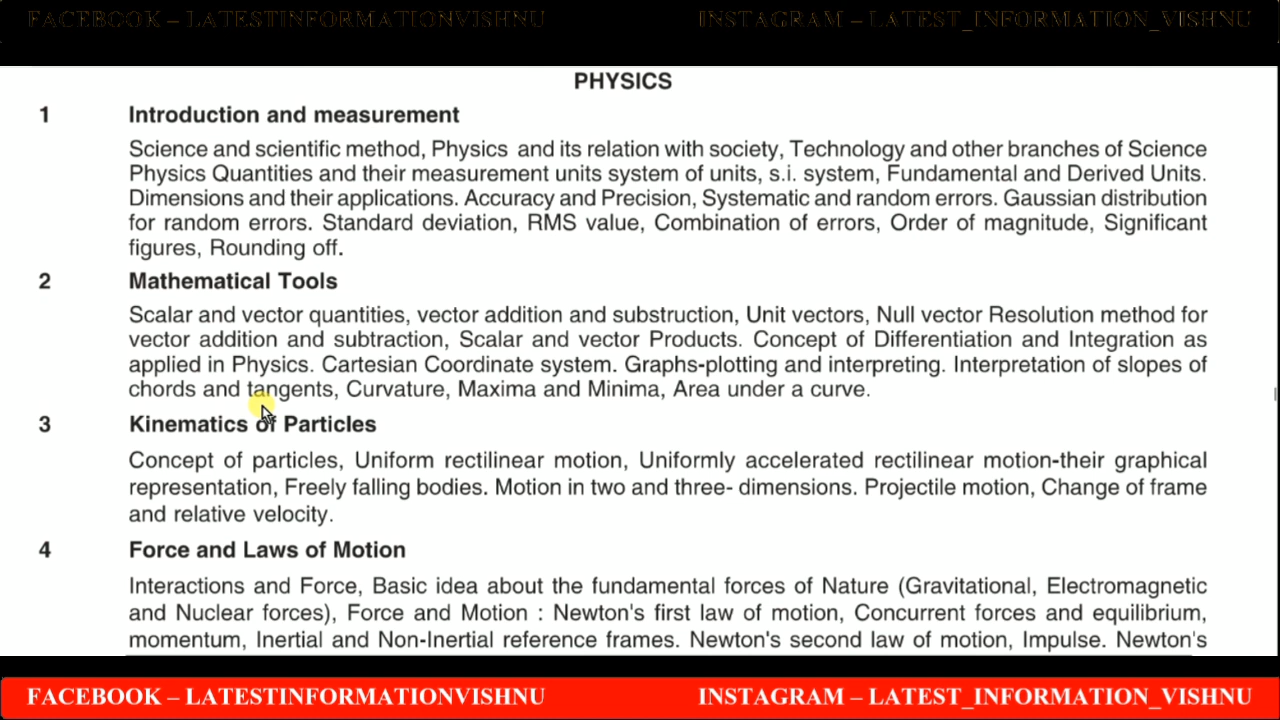 FACEBOOK – LATESTINFORMATIONVISHNU INSTAGRAM – LATEST_INFORMATION_VISHNU
PHYSICS
1 Introduction and measurement
Science and scientific method, Physics and its relation with society, Technology and other branches of Science
Physics Quantities and their measurement units system of units, s.i. system, Fundamental and Derived Units.
Dimensions and their applications. Accuracy and Precision, Systematic and random errors. Gaussian distribution
for random errors. Standard deviation, RMS value, Combination of errors, Order of magnitude, Significant
figures, Rounding off.
2 Mathematical Tools
Scalar and vector quantities, vector addition and substruction, Unit vectors, Null vector Resolution method for
vector addition and subtraction, Scalar and vector Products. Concept of Differentiation and Integration as
applied in Physics. Cartesian Coordinate system. Graphs-plotting and interpreting. Interpretation of slopes of
chords and tangents, Curvature, Maxima and Minima, Area under a curve.
3 Kinematics of Particles
Concept of particles, Uniform rectilinear motion, Uniformly accelerated rectilinear motion-their graphical
representation, Freely falling bodies. Motion in two and three- dimensions. Projectile motion, Change of frame
and relative velocity.
4 Force and Laws of Motion
Interactions and Force, Basic idea about the fundamental forces of Nature (Gravitational, Electromagnetic
and Nuclear forces), Force and Motion : Newton's first law of motion, Concurrent forces and equilibrium,
momentum, Inertial and Non-Inertial reference frames. Newton's second law of motion, Impulse. Newton's
FACEBOOK – LATESTINFORMATIONVISHNU INSTAGRAM – LATEST_INFORMATION_VISHNU